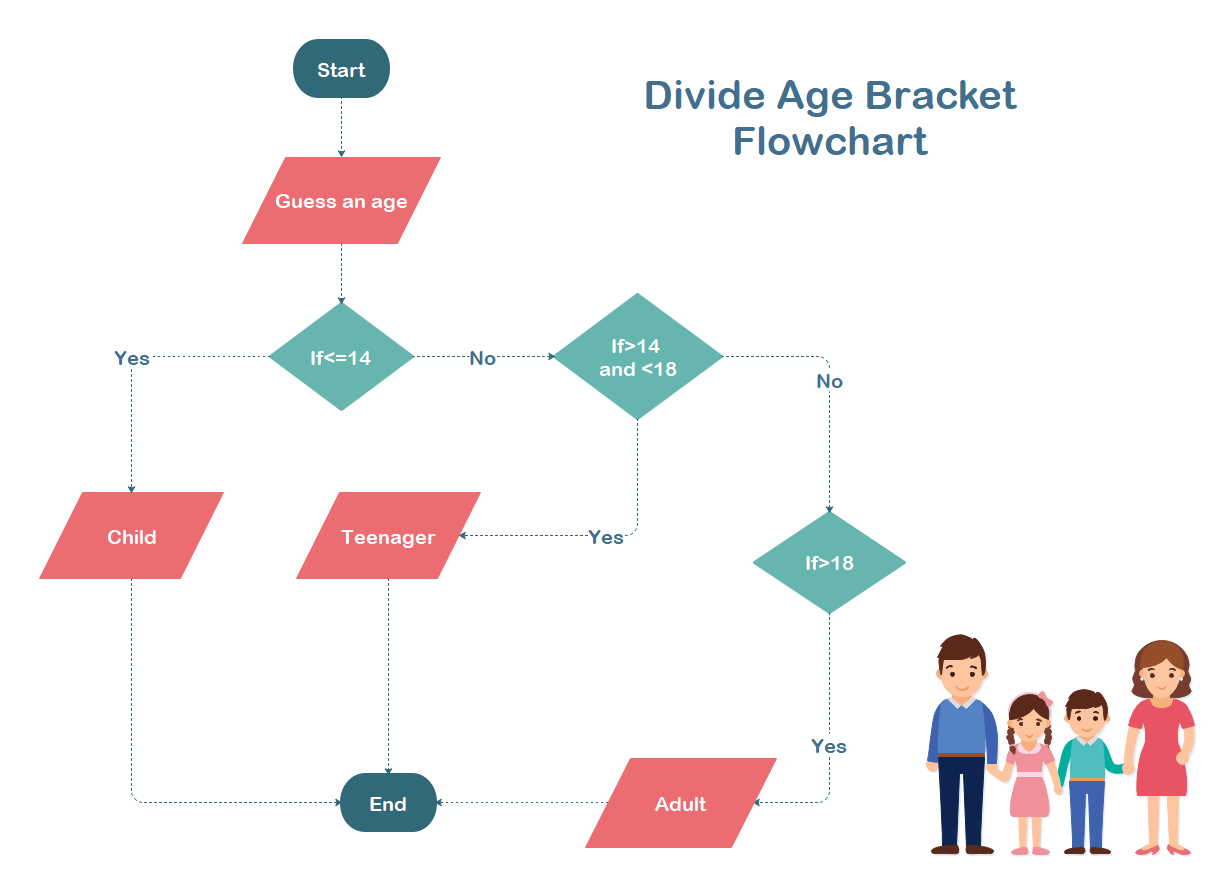 Start
Divide Age Bracket
Flowchart
Guess an age
Yes
If<=14
No
If>14
and <18
No
Child
Teenager
Yes
If>18
Yes
End
Adult